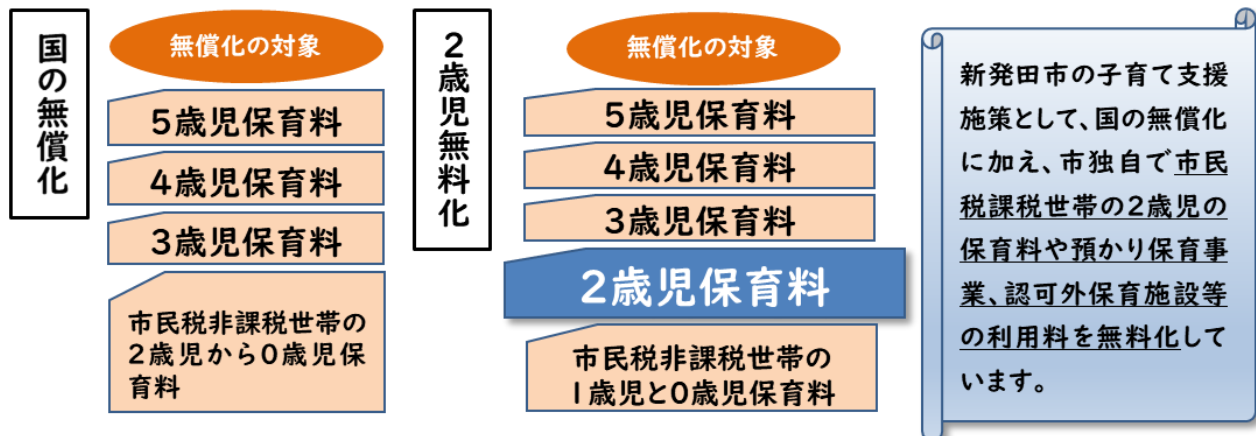 国の無償化
無償化の対象
5歳児保育料
4歳児保育料
3歳児保育料
市民税非課税世帯の
2歳児から0歳児保
育料
2歳児無料化
無償化の対象
5歳児保育料
4歳児保育料
3歳児保育料
2歳児保育料
市民税非課税世帯の
1歳児と0歳児保育料
新発田市の子育て支援
施策として、国の無償化
に加え、市独自で市民
税課税世帯の2歳児の
保育料や預かり保育事
業、認可外保育施設等
の利用料を無料化して
います。